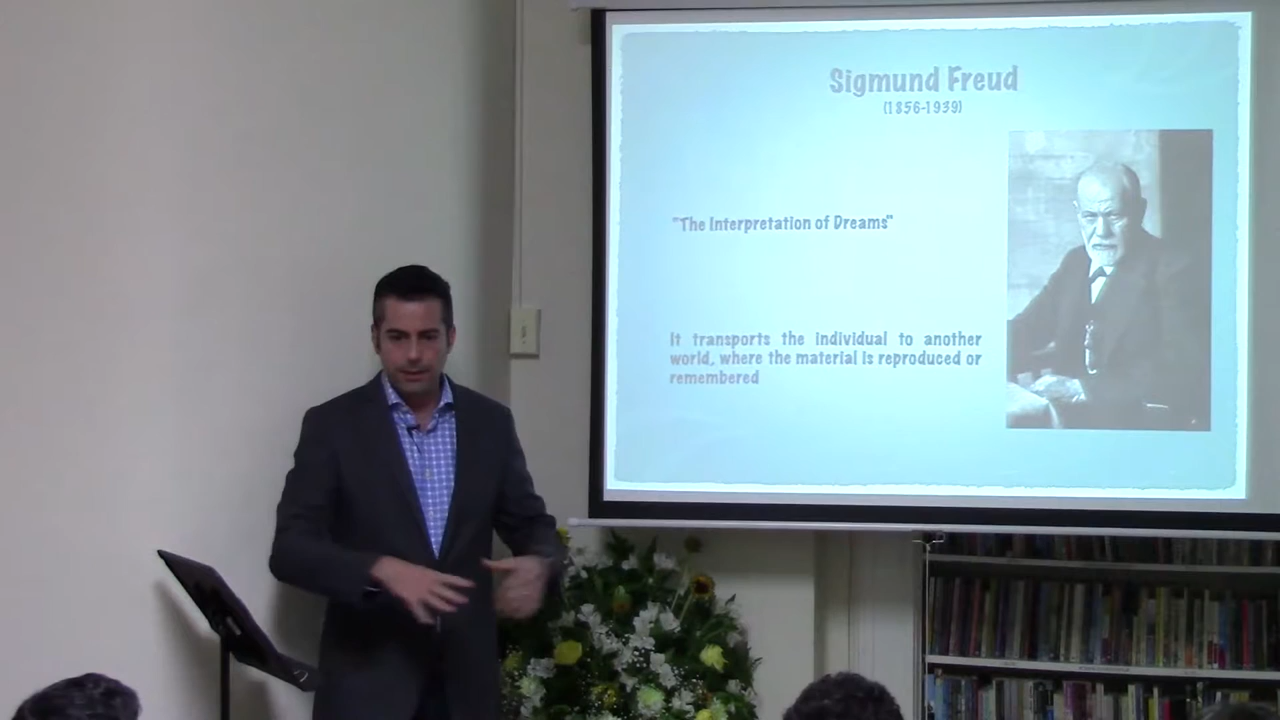 Sigmund Freud
(1856-1939)
"The Interpretation of Dreams"
It transports the individual to another
world, where the material is reproduced or
remembered